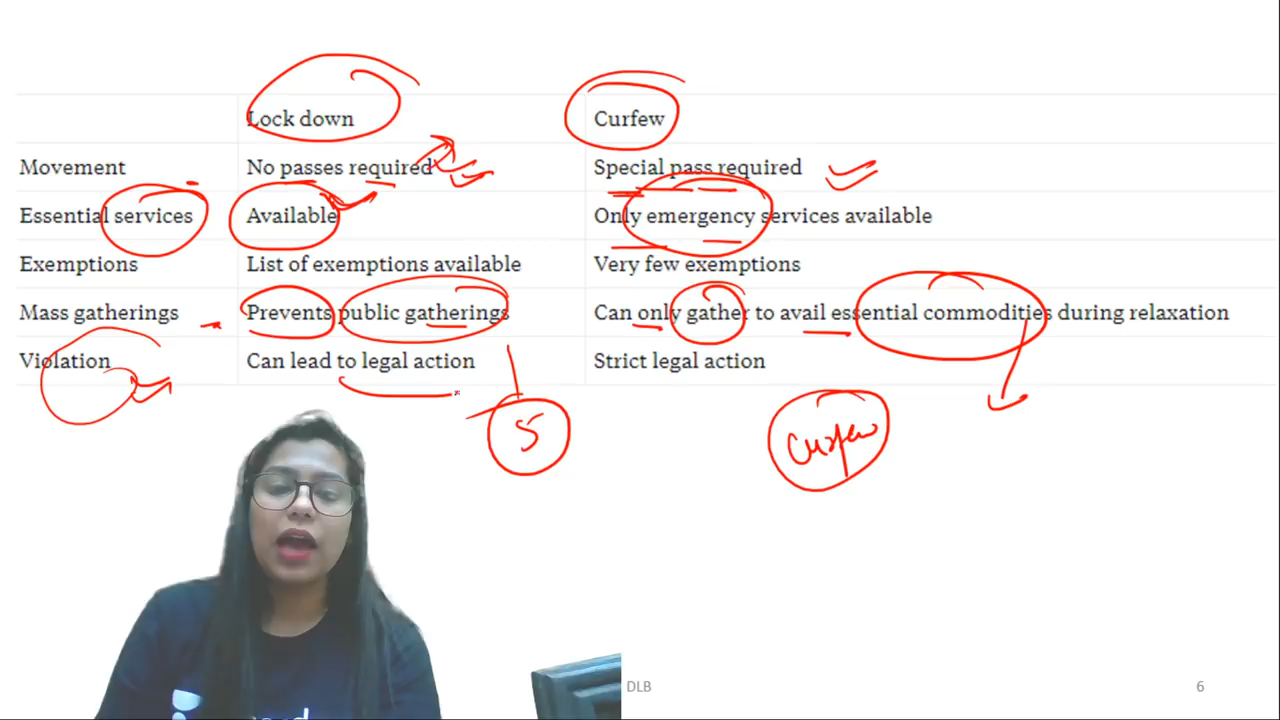 Lock down Curfew
Movement No passes required Special pass required
Essential services Available Only emergency services available
Exemptions List of exemptions available Very few exemptions
Mass gatherings Prevents public gatherings Can only gather to avail essential commodities during relaxation
Violation Can lead to legal action Strict legal action
5
Curfew
DLB 6